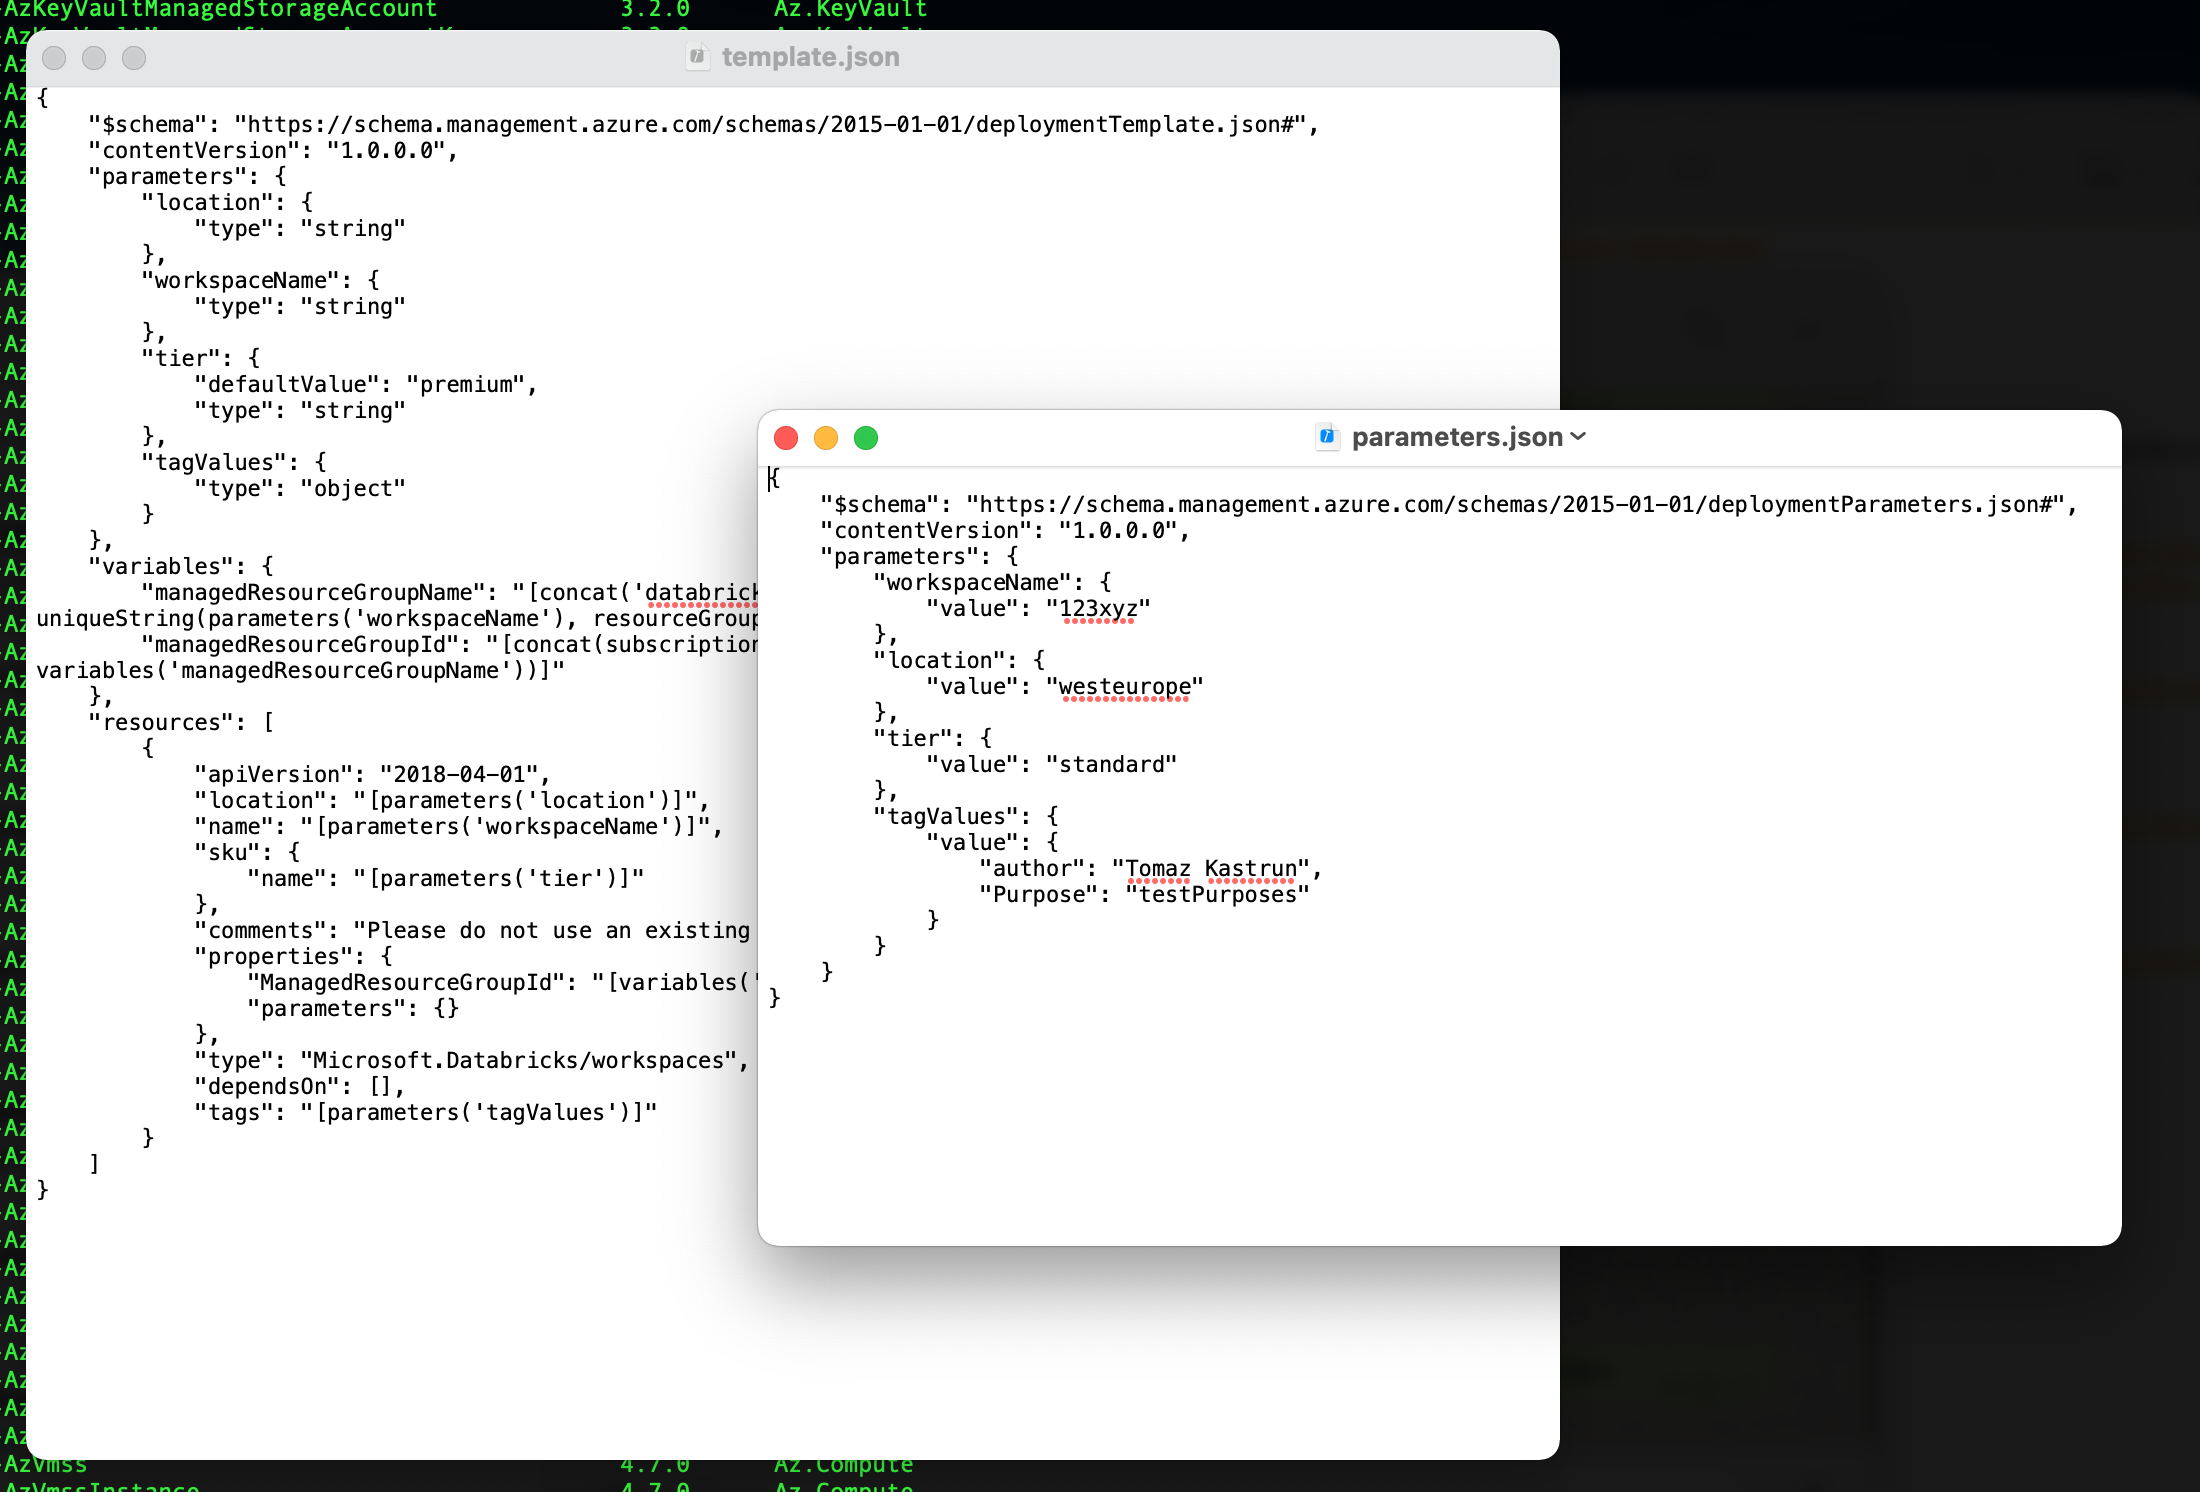 AzKeyVaultManagedStorageAccount 3.2.0 Az.KeyVault
template.json
{
    "$schema": "https://schema.management.azure.com/schemas/2015-01-01/deploymentTemplate.json#",
    "contentVersion": "1.0.0.0",
    "parameters": {
        "location": {
            "type": "string"
        },
        "workspaceName": {
            "type": "string"
        },
        "tier": {
            "defaultValue": "premium",
            "type": "string"
        },
        "tagValues": {
            "type": "object"
        }
    },
    "variables": {
        "managedResourceGroupName": "[concat('databrick
uniqueString(parameters('workspaceName'), resourceGroup
        "managedResourceGroupId": "[concat(subscription
variables('managedResourceGroupName'))]"
    },
    "resources": [
        {
            "apiVersion": "2018-04-01",
            "location": "[parameters('location')]",
            "name": "[parameters('workspaceName')]",
            "sku": {
                "name": "[parameters('tier')]"
            },
            "comments": "Please do not use an existing
            "properties": {
                "ManagedResourceGroupId": "[variables('
                "parameters": {}
            },
            "type": "Microsoft.Databricks/workspaces",
            "dependsOn": [],
            "tags": "[parameters('tagValues')]"
        }
    ]
}
parameters.json
{
    "$schema": "https://schema.management.azure.com/schemas/2015-01-01/deploymentParameters.json#",
    "contentVersion": "1.0.0.0",
    "parameters": {
        "workspaceName": {
            "value": "123xyz"
        },
        "location": {
            "value": "westeurope"
        },
        "tier": {
            "value": "standard"
        },
        "tagValues": {
            "value": {
                "author": "Tomaz Kastrun",
                "Purpose": "testPurposes"
            }
        }
    }
}
AzVmss 4.7.0 Az.Compute
AzVmssInstance 4.7.0 Az.Compute